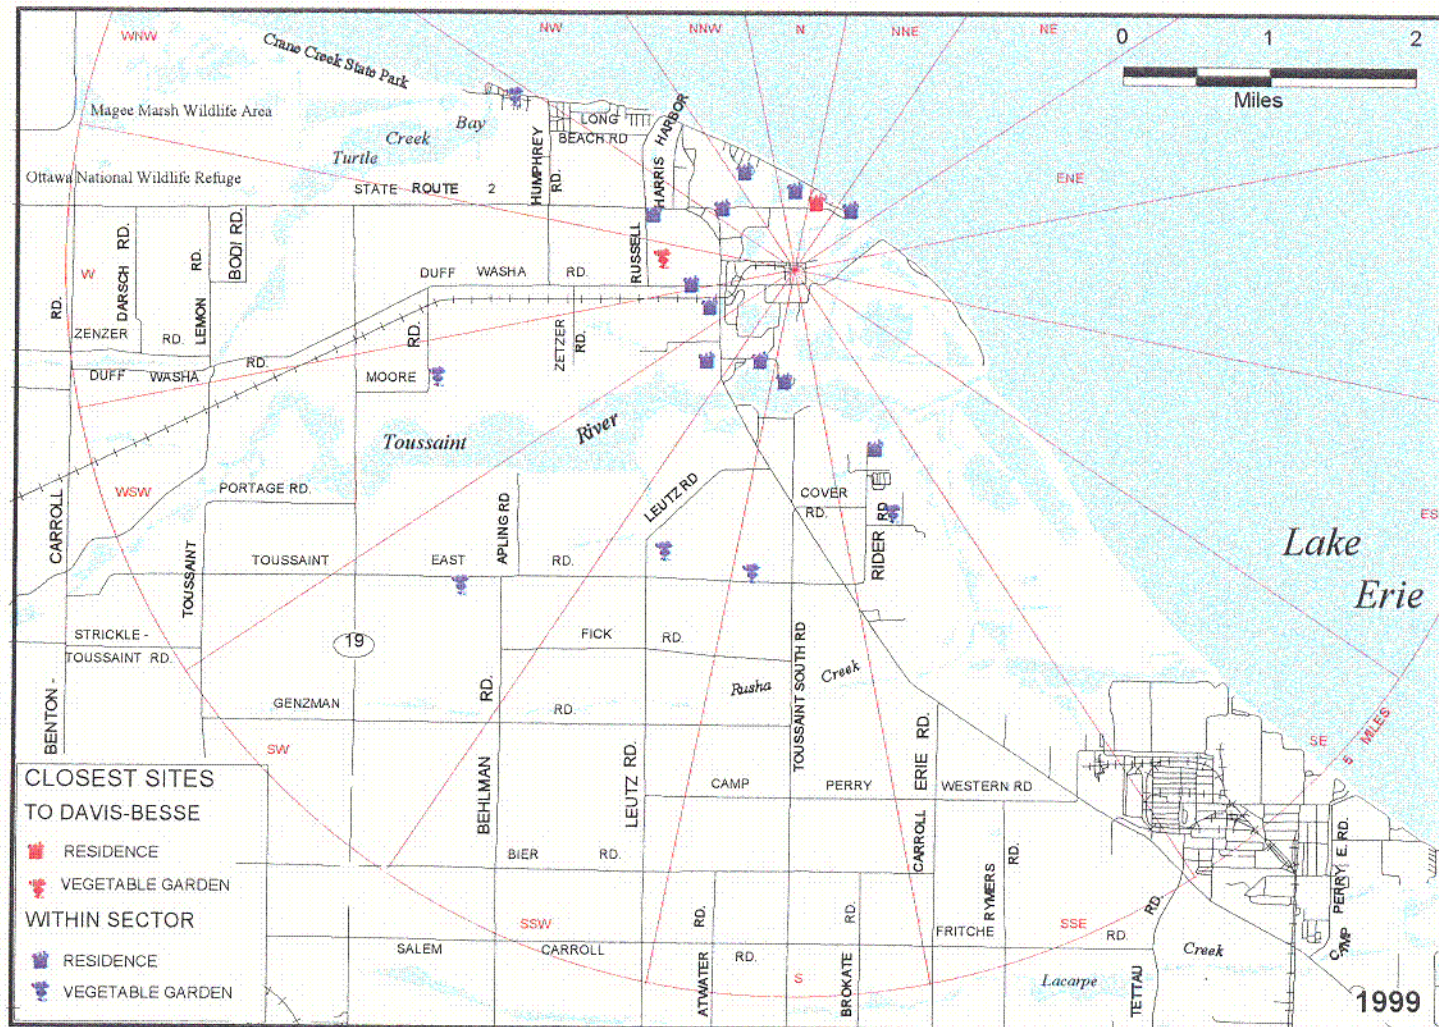 WNW
NW
NNW
N
NNE
NE
0 1 2
Miles
Crane Creek State Park
Magee Marsh Wildlife Area
Turtle Creek Bay
Ottawa National Wildlife Refuge
LONG
BEACH RD
HARBOR
HARRIS
HUMPHREY RD.
STATE ROUTE 2
ENE
W
RD.
DARSCH RD.
LEMON RD.
BODI RD.
RUSSELL
DUFF WASHA RD.
ZENZER RD.
RD.
ZETZER RD.
DUFF WASHA RD.
MOORE
Toussaint River
WSW
PORTAGE RD.
LEUTZ RD
COVER RD.
ES
CARROLL
APLING RD
RIDER RD
Lake
Erie
TOUSSAINT EAST RD.
TOUSSAINT
STRICKLE -
TOUSSAINT RD.
19
FICK RD.
TOUSSAINT SOUTH RD
Rusha Creek
BENTON -
GENZMAN RD.
BEHLMAN RD.
SW
LEUTZ RD.
SE
5 MILES
CARROLL ERIE RD.
CAMP PERRY WESTERN RD
BIER RD.
RYMERS RD.
CAMP PERRY E. RD.
SSW
ATWATER RD.
BROKATE RD.
FRITCHE RD.
SSE
TETTAU RD.
SALEM CARROLL RD.
S
Lacarpe Creek
CLOSEST SITES
TO DAVIS-BESSE
RESIDENCE
VEGETABLE GARDEN
WITHIN SECTOR
RESIDENCE
VEGETABLE GARDEN
1999